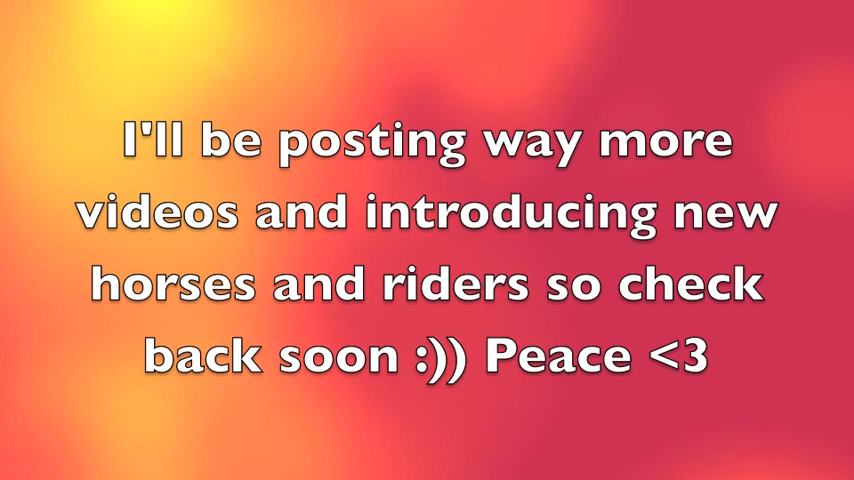 I'll be posting way more
videos and introducing new
horses and riders so check
back soon :)) Peace <3